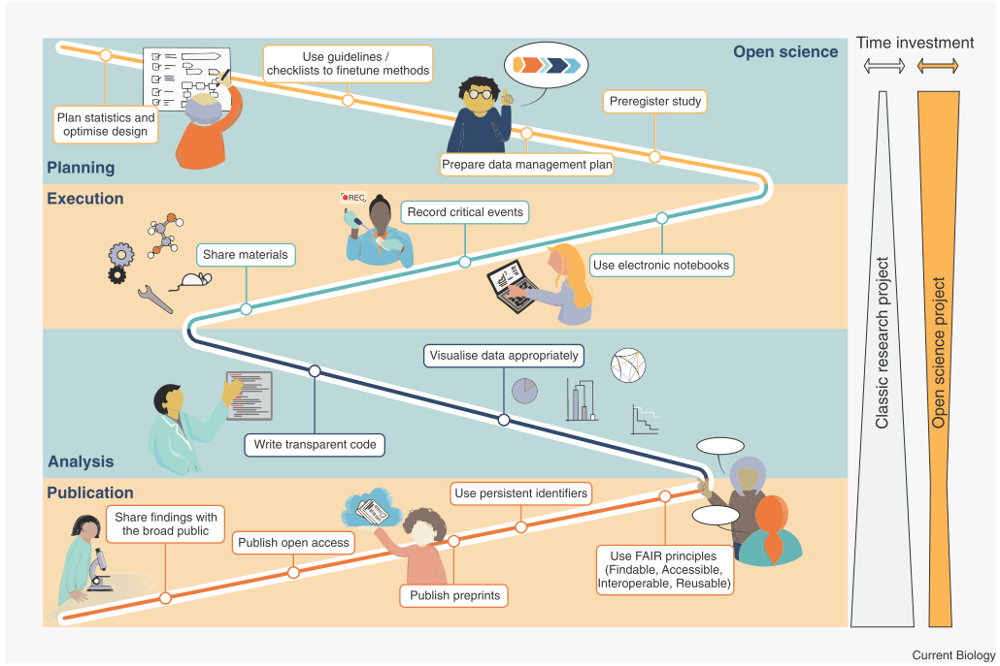 Open science
Time investment
Use guidelines /
checklists to finetune methods
Plan statistics and
optimise design
Preregister study
Prepare data management plan
Planning
Execution
REC
Record critical events
Share materials
Use electronic notebooks
Classic research project
Open science project
Visualise data appropriately
Write transparent code
Analysis
Publication
Share findings with
the broad public
Use persistent identifiers
Publish open access
Use FAIR principles
(Findable, Accessible,
Interoperable, Reusable)
Publish preprints
Current Biology